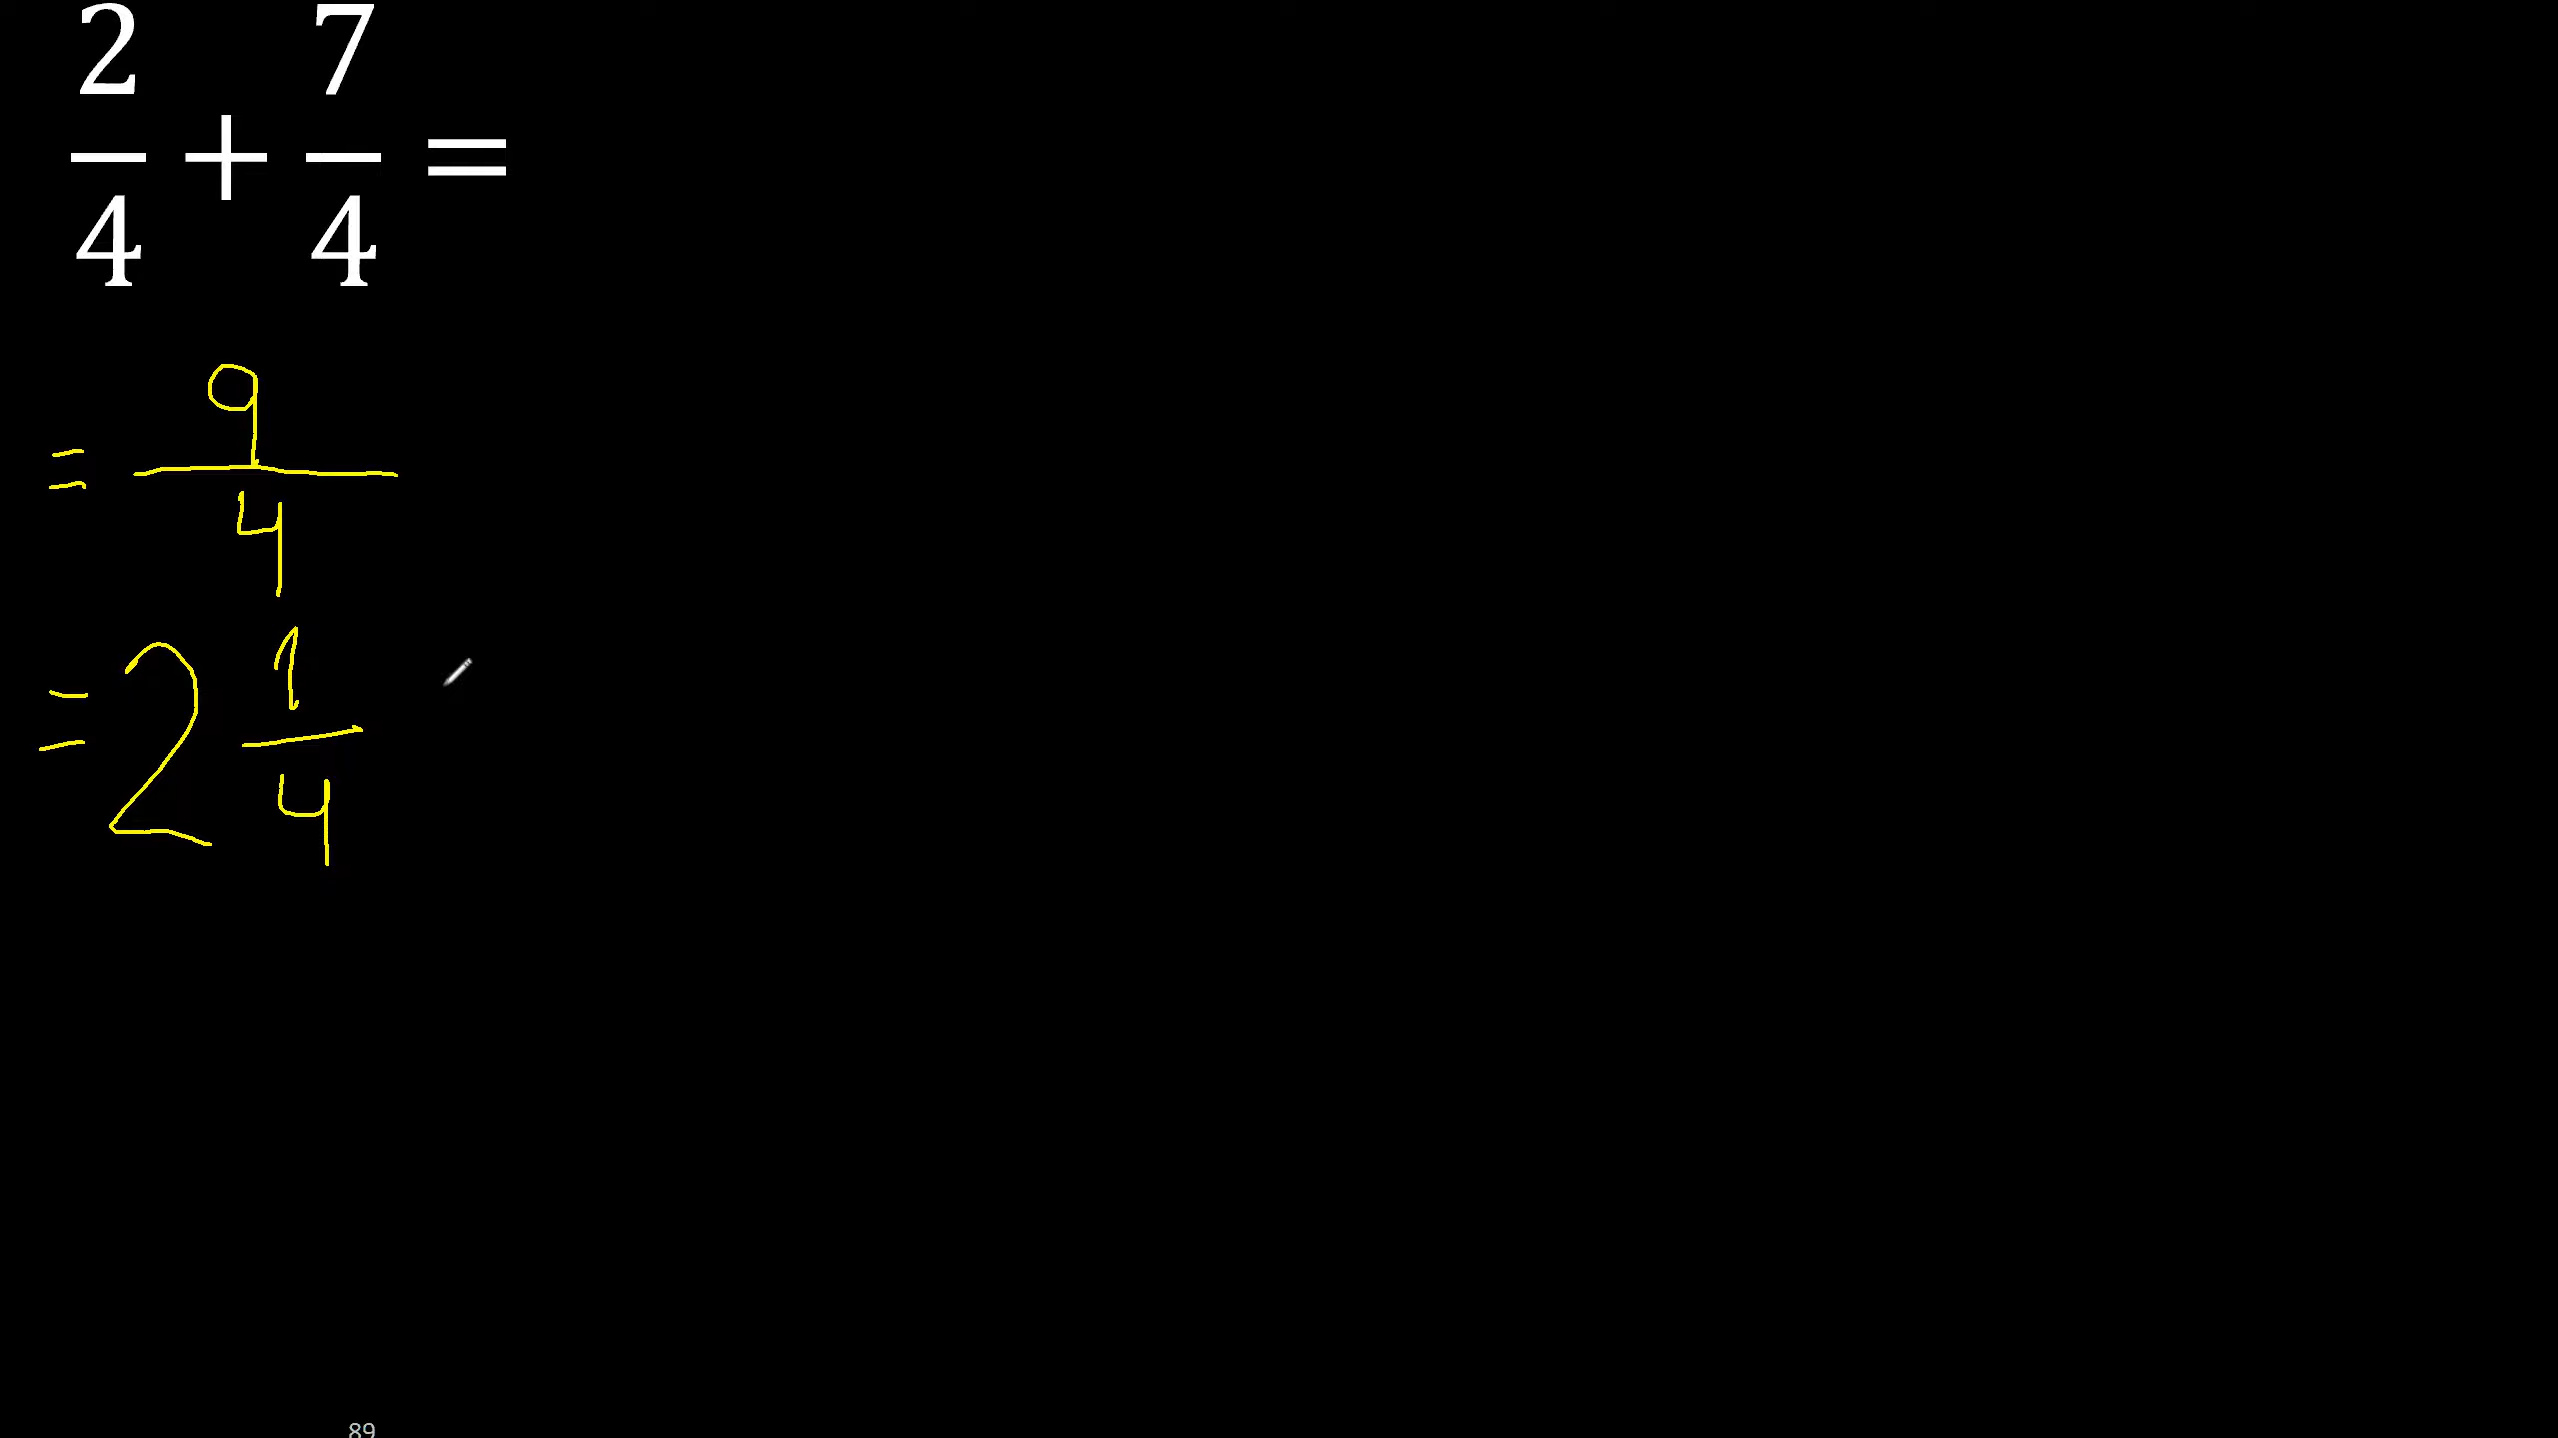 2/4 + 7/4 =
= 9/4
= 2 1/4
89